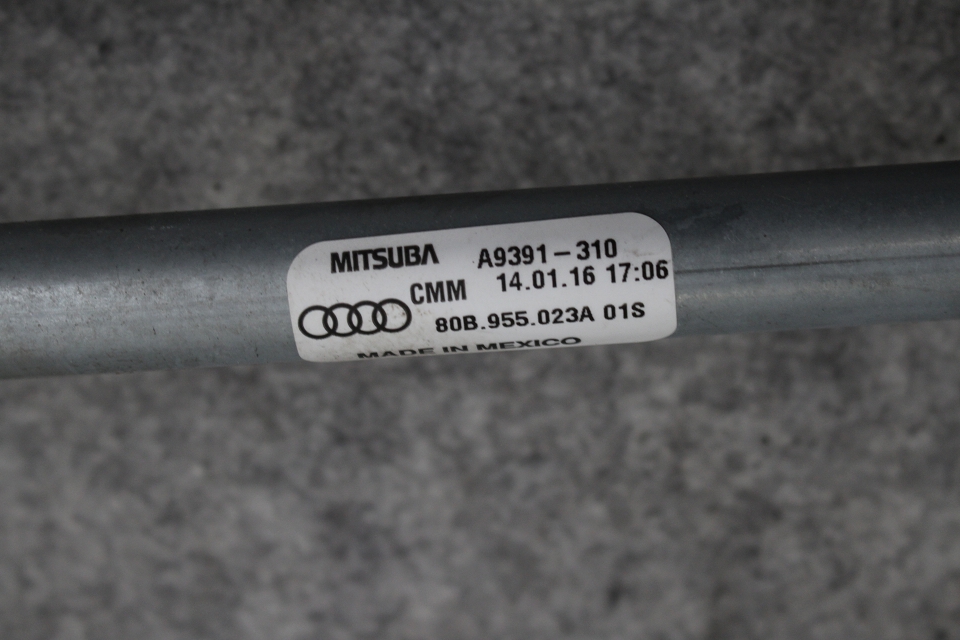 MITSUBA A9391-310
CMM 14.01.16 17:06
80B.955.023A 01S
MADE IN MEXICO